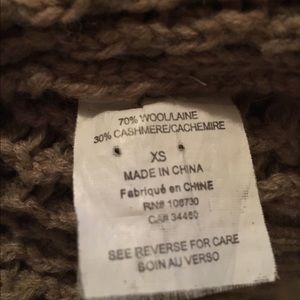 70% WOOL/LAINE
30% CASHMERE/CACHEMIRE
XS
MADE IN CHINA
Fabriqué en CHINE
RN# 106730
CA# 34460
SEE REVERSE FOR CARE
SOIN AU VERSO